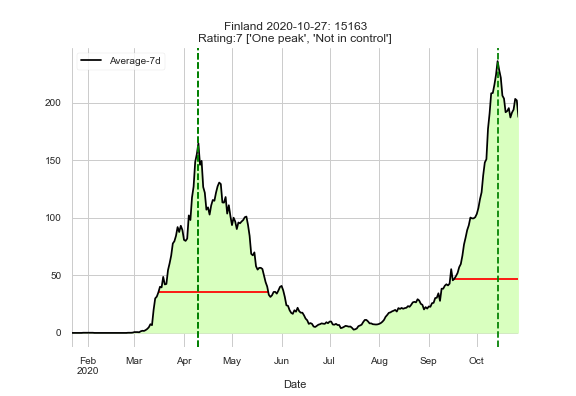 Finland 2020-10-27: 15163
Rating:7 ['One peak', 'Not in control']
Average-7d
200
150
100
50
0
Feb Mar Apr May Jun Jul Aug Sep Oct
2020
Date